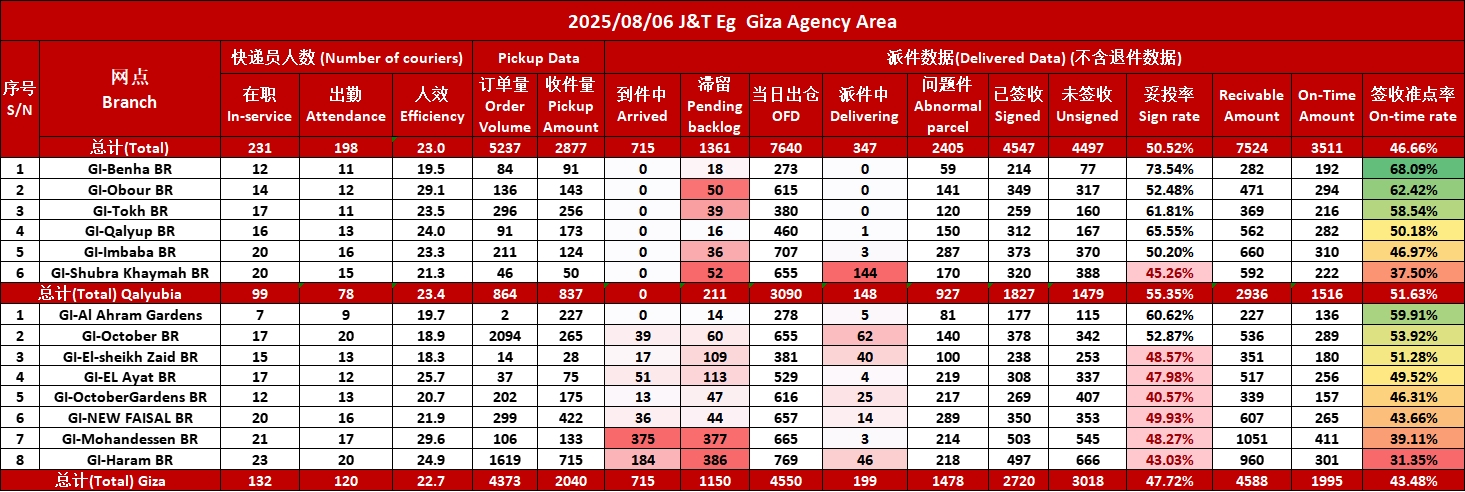 2025/08/06 J&T Eg  Giza Agency Area
序号 S/N 网点 Branch 快递员人数 (Number of couriers) Pickup Data 派件数据(Delivered Data) (不含退件数据)
在职 In-service 出勤 Attendance 人效 Efficiency 订单量 Order Volume 收件量 Pickup Amount 到件中 Arrived 滞留 Pending backlog 当日出仓 OFD 派件中 Delivering 问题件 Abnormal parcel 已签收 Signed 未签收 Unsigned 妥投率 Sign rate Recivable Amount On-Time Amount 签收准点率 On-time rate
总计(Total) 231 198 23.0 5237 2877 715 1361 7640 347 2405 4547 4497 50.52% 7524 3511 46.66%
1 GI-Benha BR 12 11 19.5 84 91 0 18 273 0 59 214 77 73.54% 282 192 68.09%
2 GI-Obour BR 14 12 29.1 136 143 0 50 615 0 141 349 317 52.48% 471 294 62.42%
3 GI-Tokh BR 17 11 23.5 296 256 0 39 380 0 120 259 160 61.81% 369 216 58.54%
4 GI-Qalyup BR 16 13 24.0 91 173 0 16 460 1 150 312 167 65.55% 562 282 50.18%
5 GI-Imbaba BR 20 16 23.3 211 124 0 36 707 3 287 373 370 50.20% 660 310 46.97%
6 GI-Shubra Khaymah BR 20 15 21.3 46 50 0 52 655 144 170 320 388 45.26% 592 222 37.50%
总计(Total) Qalyubia 99 78 23.4 864 837 0 211 3090 148 927 1827 1479 55.35% 2936 1516 51.63%
1 GI-Al Ahram Gardens 7 9 19.7 2 227 0 14 278 5 81 177 115 60.62% 227 136 59.91%
2 GI-October BR 17 20 18.9 2094 265 39 60 655 62 140 378 342 52.87% 536 289 53.92%
3 GI-El-sheikh Zaid BR 15 13 18.3 14 28 17 109 381 40 100 238 253 48.57% 351 180 51.28%
4 GI-EL Ayat BR 17 12 25.7 37 75 51 113 529 4 219 308 337 47.98% 517 256 49.52%
5 GI-OctoberGardens BR 12 13 20.7 202 175 13 47 616 25 217 269 407 40.57% 339 157 46.31%
6 GI-NEW FAISAL BR 20 16 21.9 299 422 36 44 657 14 289 350 353 49.93% 607 265 43.66%
7 GI-Mohandessen BR 21 17 29.6 106 133 375 377 665 3 214 503 545 48.27% 1051 411 39.11%
8 GI-Haram BR 23 20 24.9 1619 715 184 386 769 46 218 497 666 43.03% 960 301 31.35%
总计(Total) Giza 132 120 22.7 4373 2040 715 1150 4550 199 1478 2720 3018 47.72% 4588 1995 43.48%